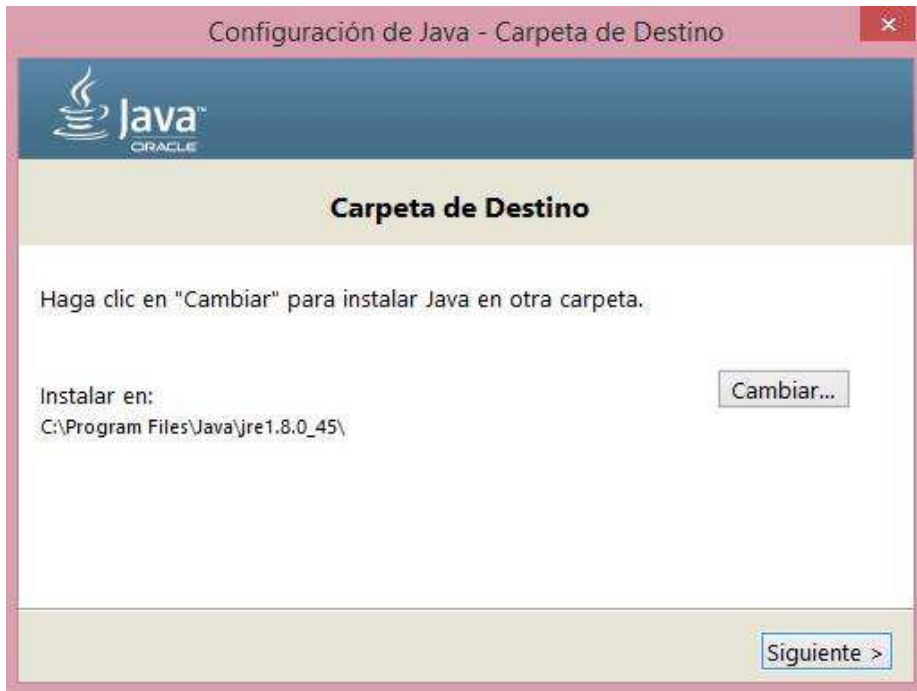 Configuración de Java - Carpeta de Destino
Java™
ORACLE
Carpeta de Destino
Haga clic en "Cambiar" para instalar Java en otra carpeta.
Cambiar...
Instalar en:
C:\Program Files\Java\jre1.8.0_45\
Siguiente >